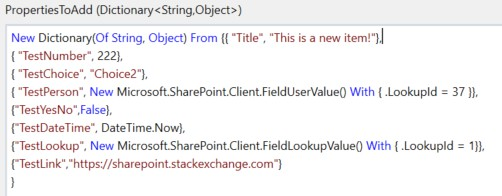 PropertiesToAdd (Dictionary<String,Object>)
New Dictionary(Of String, Object) From {{ "Title", "This is a new item!"},
{ "TestNumber", 222},
{ "TestChoice", "Choice2"},
{ "TestPerson", New Microsoft.SharePoint.Client.FieldUserValue() With { .LookupId = 37 }},
{"TestYesNo",False},
{"TestDateTime", DateTime.Now},
{"TestLookup", New Microsoft.SharePoint.Client.FieldLookupValue() With { .LookupId = 1}},
{"TestLink","https://sharepoint.stackexchange.com"}
}